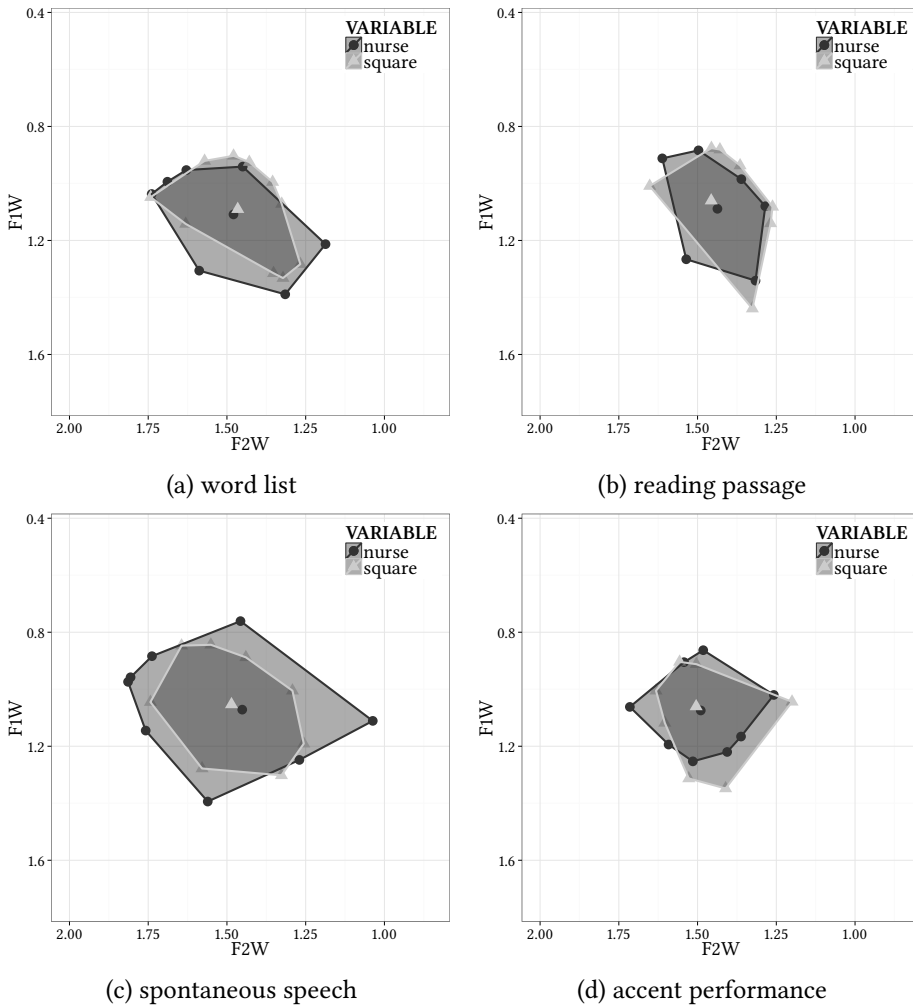 VARIABLE
nurse
square
0.4
0.8
1.2
1.6
F1W
2.00
1.75
1.50
1.25
1.00
F2W
(a) word list
VARIABLE
nurse
square
0.4
0.8
1.2
1.6
F1W
2.00
1.75
1.50
1.25
1.00
F2W
(b) reading passage
VARIABLE
nurse
square
0.4
0.8
1.2
1.6
F1W
2.00
1.75
1.50
1.25
1.00
F2W
(c) spontaneous speech
VARIABLE
nurse
square
0.4
0.8
1.2
1.6
F1W
2.00
1.75
1.50
1.25
1.00
F2W
(d) accent performance